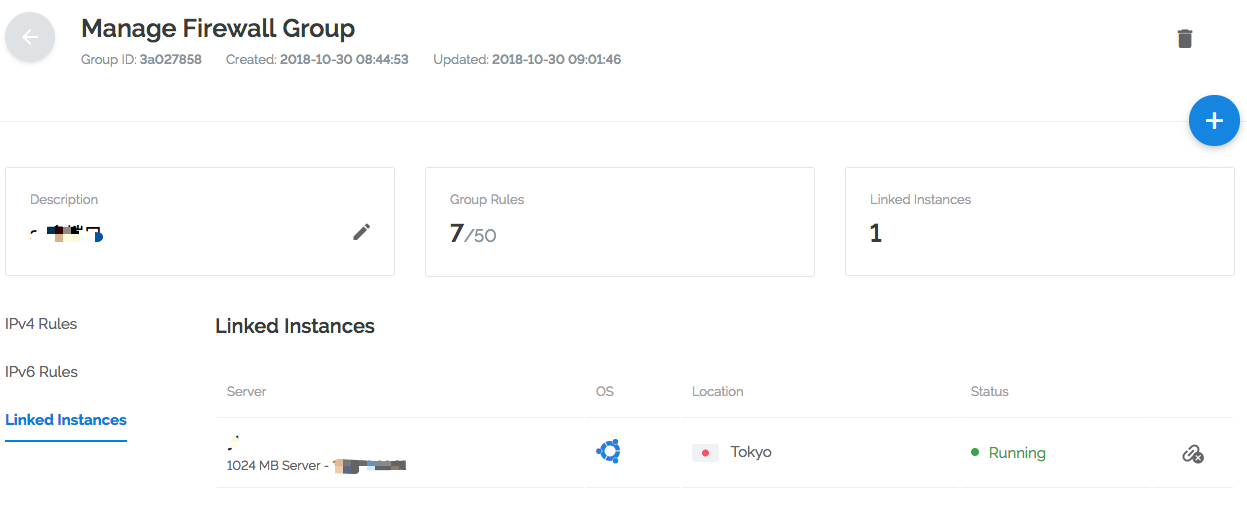 Manage Firewall Group
Group ID: 3a027858 Created: 2018-10-30 08:44:53 Updated: 2018-10-30 09:01:46
Description
Group Rules
7/50
Linked Instances
1
IPv4 Rules
IPv6 Rules
Linked Instances
Linked Instances
Server OS Location Status
1024 MB Server -
Tokyo
Running